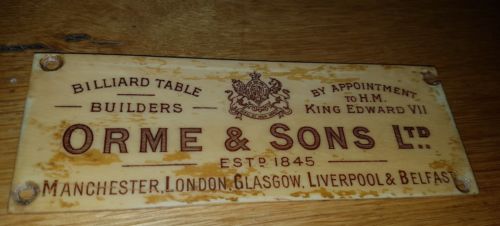 BILLIARD TABLE
BUILDERS
BY APPOINTMENT
TO H.M.
KING EDWARD VII
ORME & SONS LTD
ESTD 1845
MANCHESTER, LONDON, GLASGOW, LIVERPOOL & BELFAST